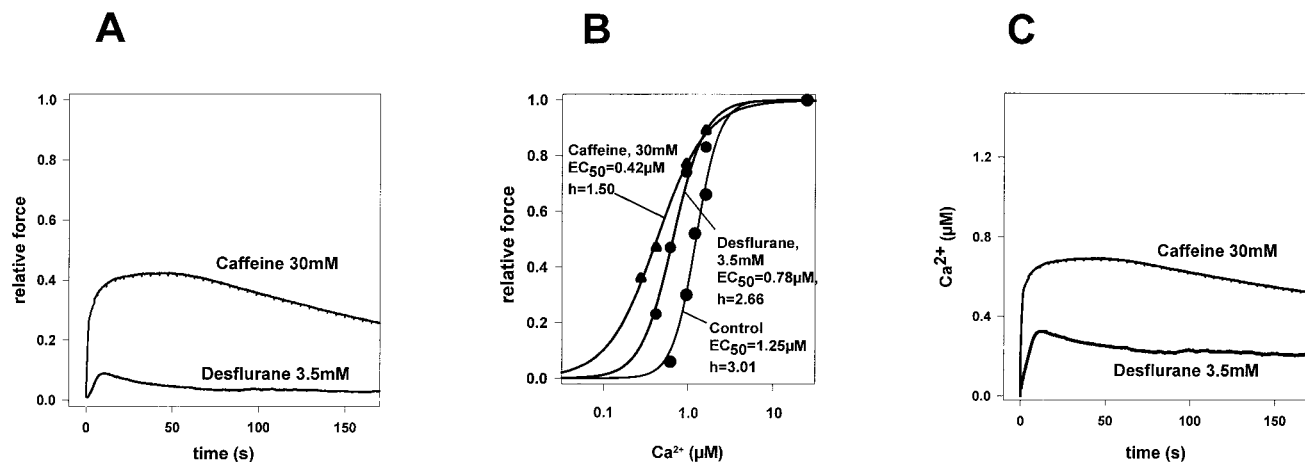 A
B
C
1.0
0.8
0.6
0.4
0.2
0.0
relative force
Caffeine 30mM
Desflurane 3.5mM
0
50
100
150
time (s)
1.0
0.8
0.6
0.4
0.2
0.0
relative force
Caffeine, 30mM
EC50=0.42µM
h=1.50
Desflurane,
3.5mM
EC50=0.78µM,
h=2.66
Control
EC50=1.25µM
h=3.01
0.1
1.0
10
Ca²⁺ (µM)
1.2
0.8
0.4
0.0
Ca2+ (µM)
Caffeine 30mM
Desflurane 3.5mM
0
50
100
150
time (s)